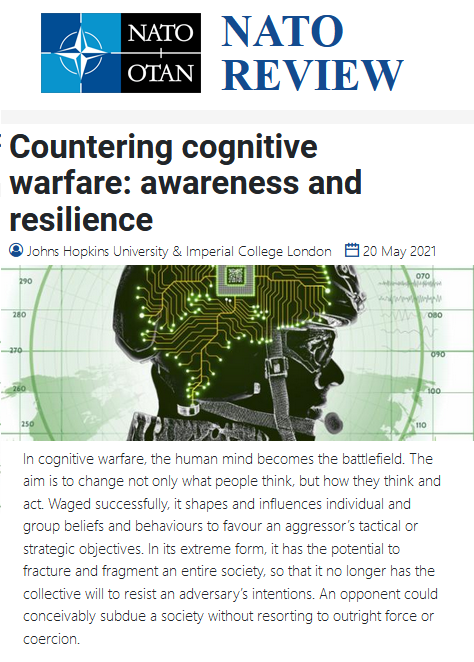 NATO
OTAN
NATO
REVIEW
Countering cognitive
warfare: awareness and
resilience
Johns Hopkins University & Imperial College London 20 May 2021
290
280
270
260
250
070
080
090
100
110
In cognitive warfare, the human mind becomes the battlefield. The
aim is to change not only what people think, but how they think and
act. Waged successfully, it shapes and influences individual and
group beliefs and behaviours to favour an aggressor’s tactical or
strategic objectives. In its extreme form, it has the potential to
fracture and fragment an entire society, so that it no longer has the
collective will to resist an adversary’s intentions. An opponent could
conceivably subdue a society without resorting to outright force or
coercion.